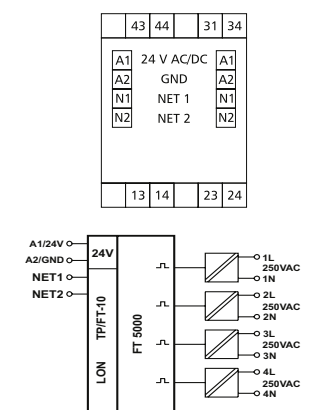 43 44 31 34
A1 24 V AC/DC A1
A2 GND A2
N1 NET 1 N1
N2 NET 2 N2
13 14 23 24
A1/24V
A2/GND
NET1
NET2
24V
LON TP/FT-10
FT 5000
1L
250VAC
1N
2L
250VAC
2N
3L
250VAC
3N
4L
250VAC
4N